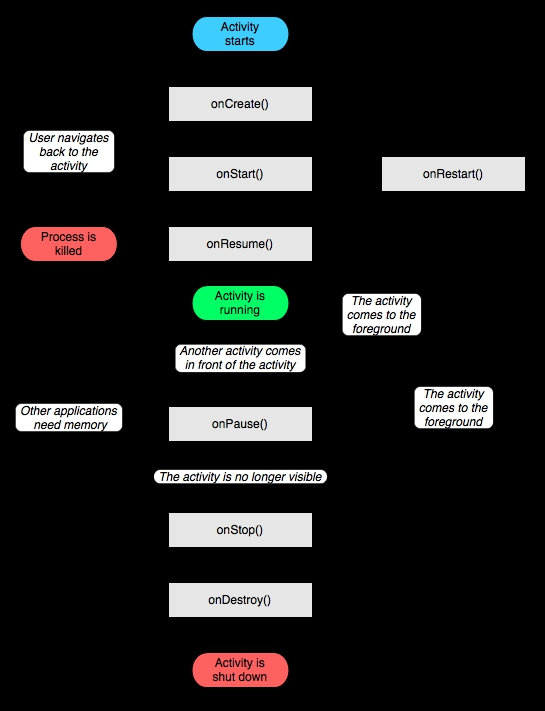 Activity
starts
onCreate()
User navigates
back to the
activity
onStart()
onRestart()
Process is
killed
onResume()
Activity is
running
The activity
comes to the
foreground
Another activity comes
in front of the activity
The activity
comes to the
foreground
Other applications
need memory
onPause()
The activity is no longer visible
onStop()
onDestroy()
Activity is
shut down